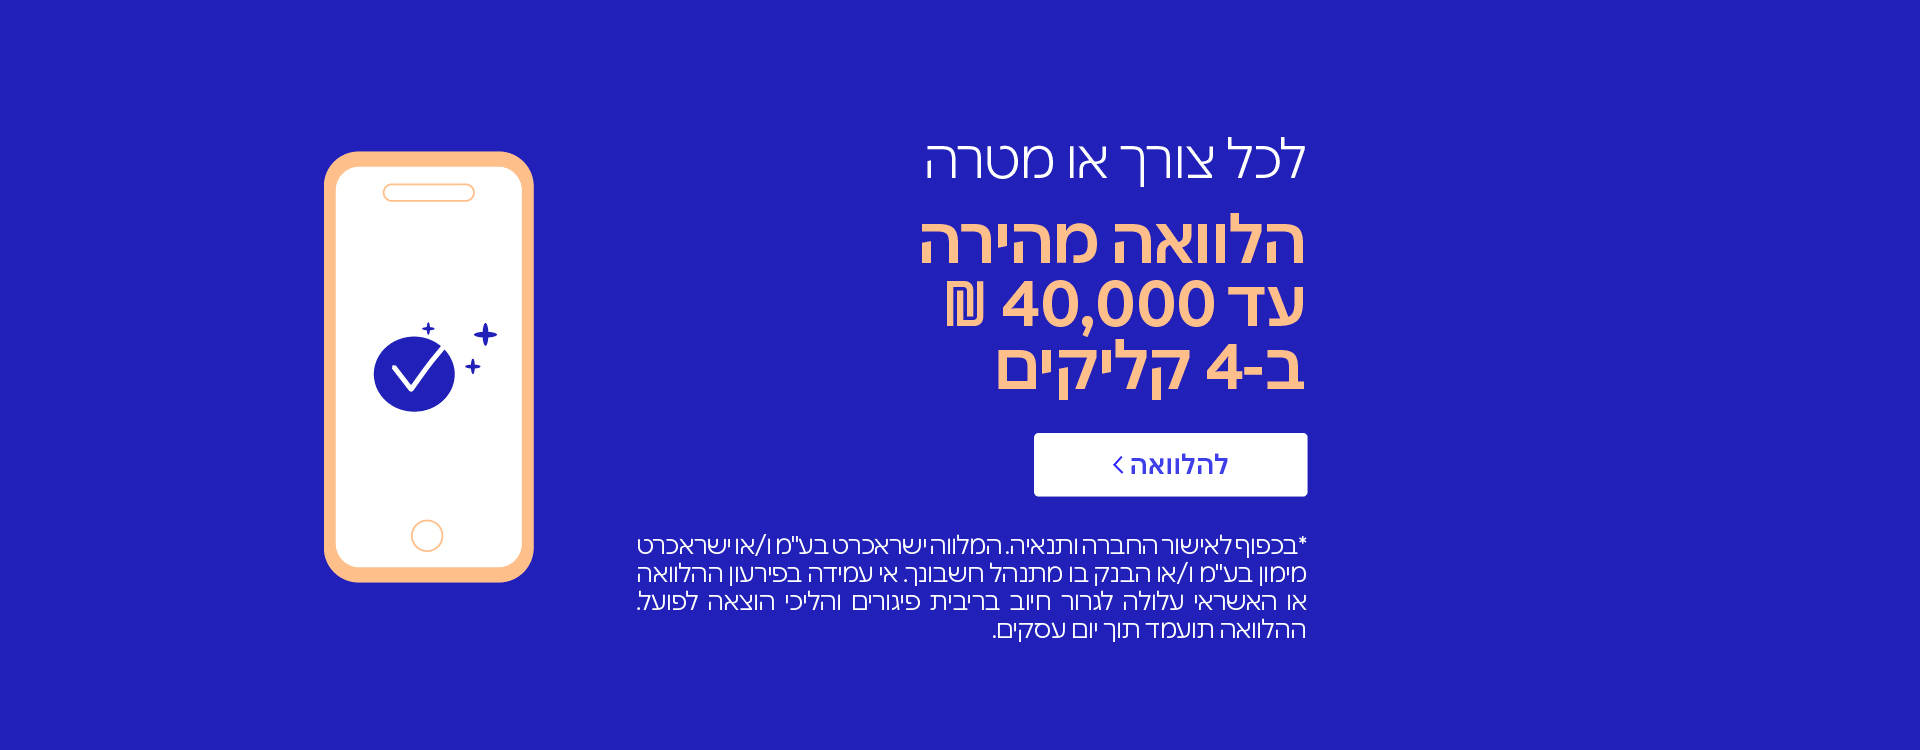 לכל צורך או מטרה
הלוואה מהירה
עד 40,000 ₪
ב-4 קליקים
להלוואה >
*בכפוף לאישור החברה ותנאיה. המלווה ישראכרט בע"מ ו/או ישראכרט
מימון בע"מ ו/או הבנק בו מתנהל חשבונך. אי עמידה בפירעון ההלוואה
או האשראי עלולה לגרור חיוב בריבית פיגורים והליכי הוצאה לפועל.
ההלוואה תועמד תוך יום עסקים.